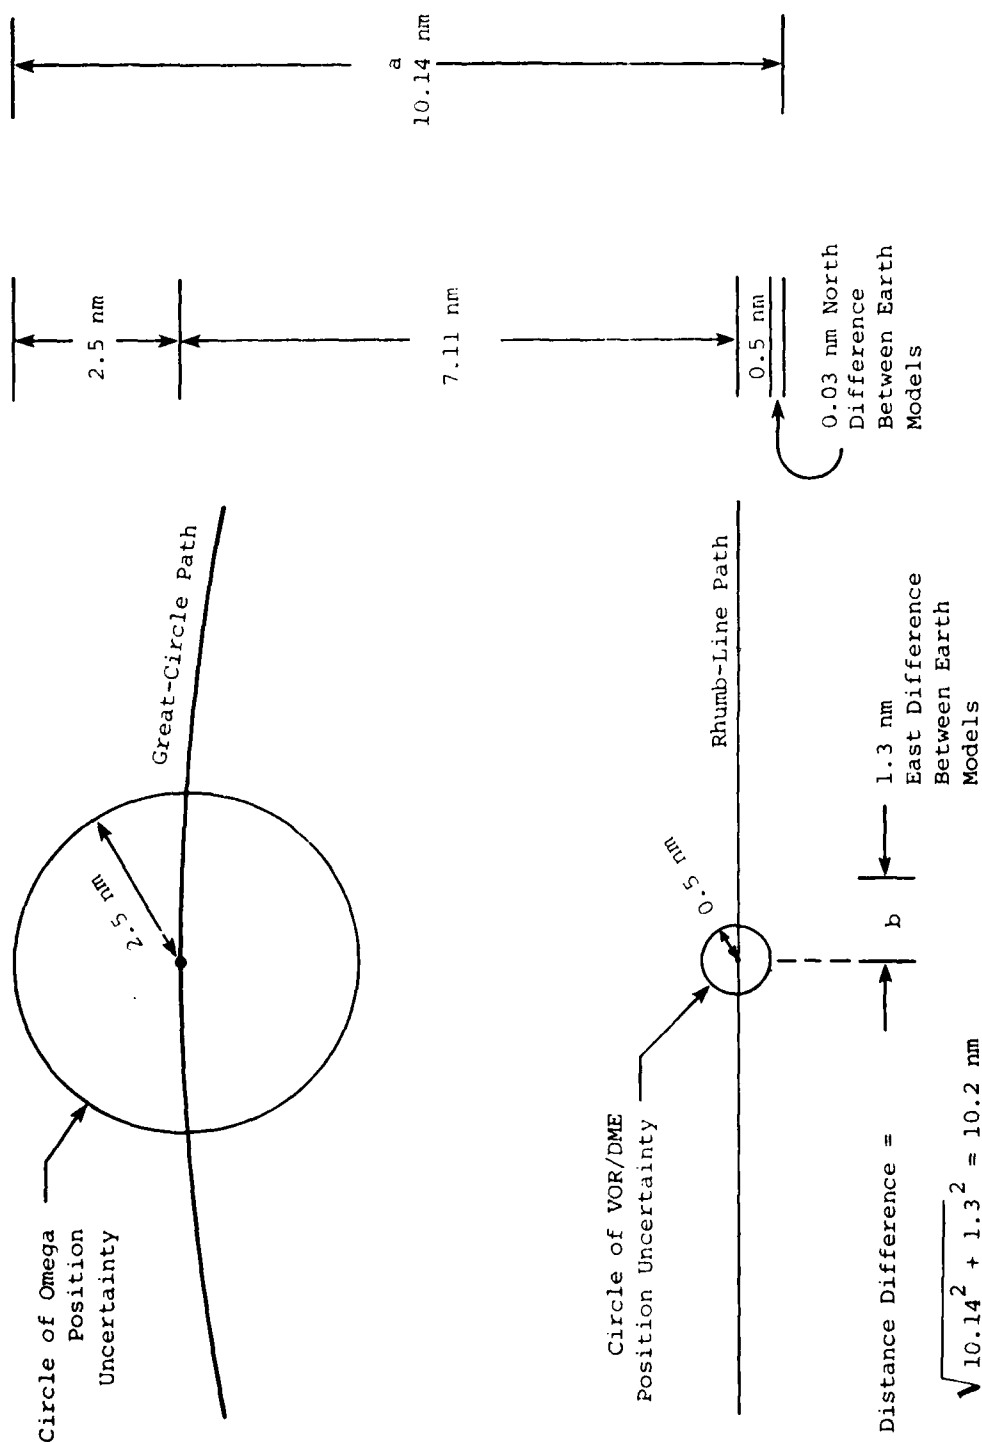 Circle of Omega
Position
Uncertainty
2.5 nm
Great-Circle Path
2.5 nm
7.11 nm
a
10.14 nm
Circle of VOR/DME
Position Uncertainty
0.5 nm
Rhumb-Line Path
0.5 nm
0.03 nm North
Difference
Between Earth
Models
Distance Difference =
b
1.3 nm
East Difference
Between Earth
Models
√10.14² + 1.3² = 10.2 nm